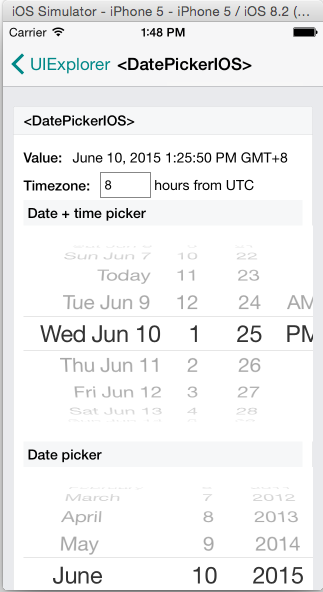 iOS Simulator - iPhone 5 - iPhone 5 / iOS 8.2 (...
Carrier 1:48 PM
UIExplorer <DatePickerIOS>
<DatePickerIOS>
Value: June 10, 2015 1:25:50 PM GMT+8
Timezone: 8 hours from UTC
Date + time picker
Sun Jun 7 10 22
Today 11 23
Tue Jun 9 12 24 AM
Wed Jun 10 1 25 PM
Thu Jun 11 2 26
Fri Jun 12 3 27
Sat Jun 13 4 28
Date picker
March 7 2012
April 8 2013
May 9 2014
June 10 2015